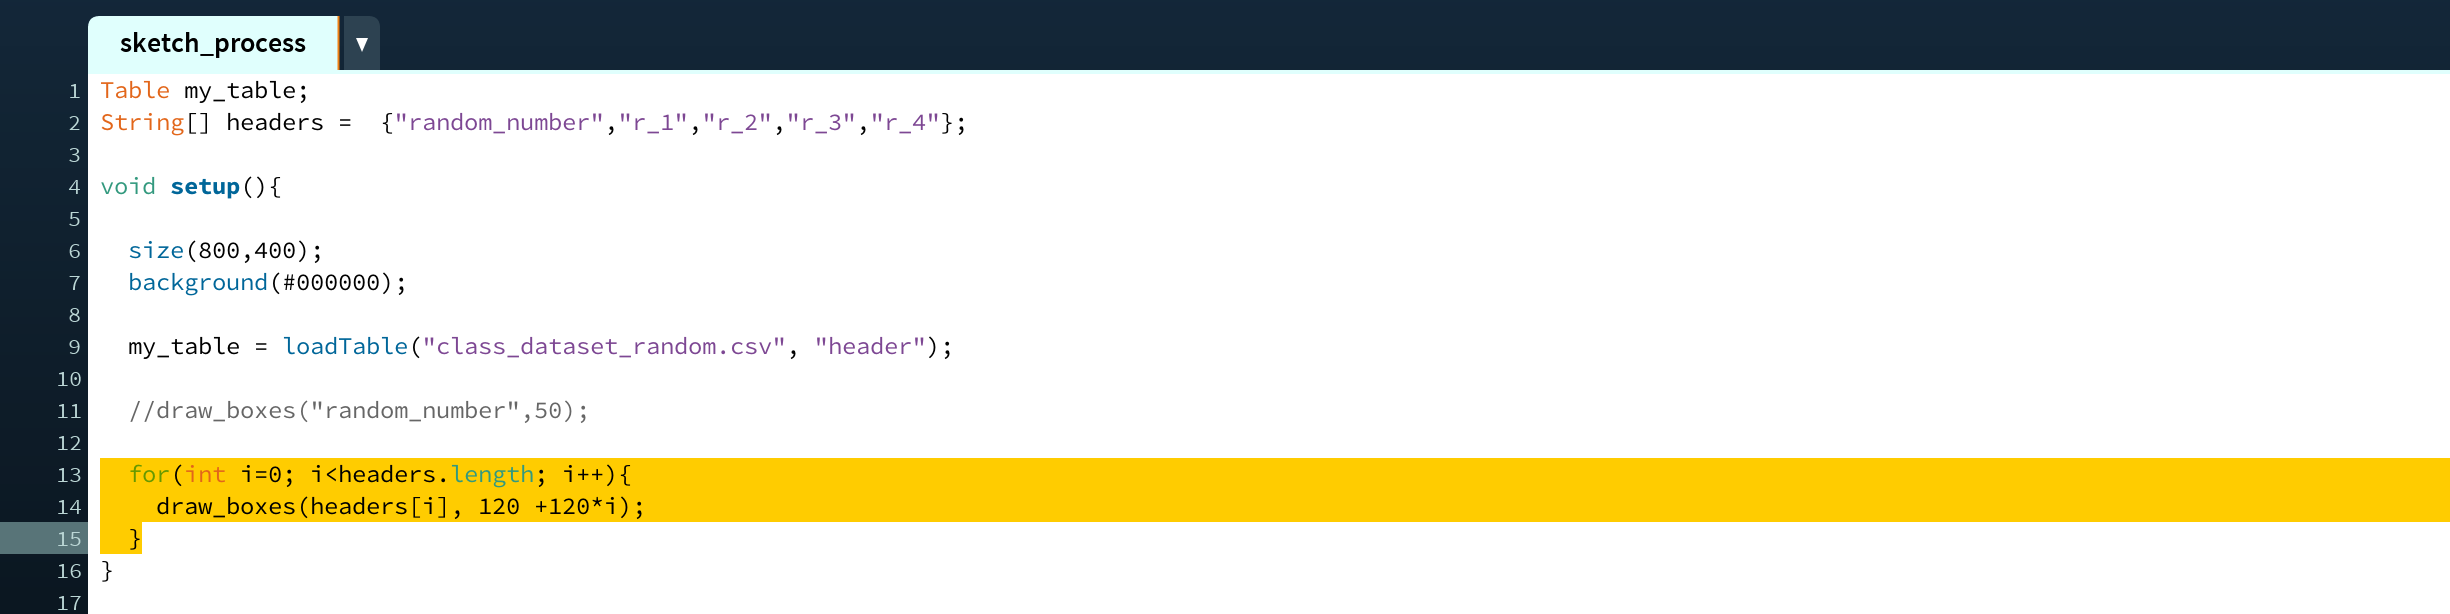 sketch_process ▼
1 Table my_table;
2 String[] headers =  {"random_number","r_1","r_2","r_3","r_4"};
3
4 void setup(){
5
6   size(800,400);
7   background(#000000);
8
9   my_table = loadTable("class_dataset_random.csv", "header");
10
11   //draw_boxes("random_number",50);
12
13   for(int i=0; i<headers.length; i++){
14     draw_boxes(headers[i], 120 +120*i);
15   }
16 }
17